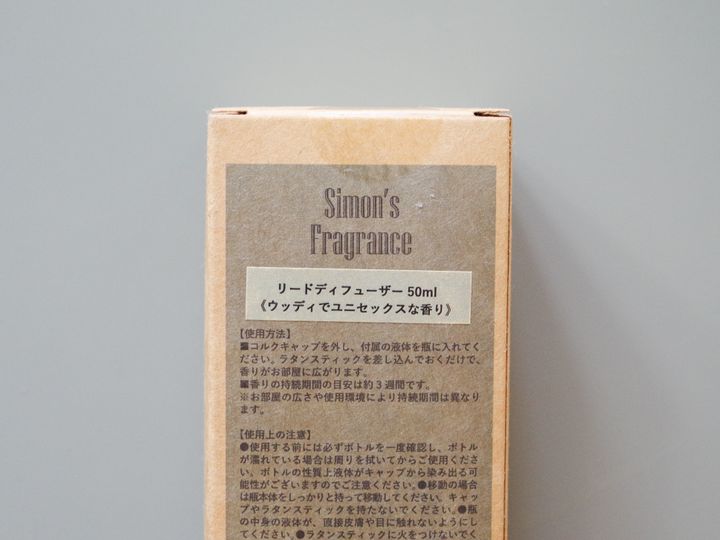 Simon's
Fragrance
リードディフューザー 50ml
《ウッディでユニセックスな香り》
【使用方法】
■コルクキャップを外し、付属の液体を瓶に入れてく
ださい。ラタンスティックを差し込んでおくだけで、
香りがお部屋に広がります。
■香りの持続期間の目安は約3週間です。
※お部屋の広さや使用環境により持続期間は異なり
ます。
【使用上の注意】
●使用する前には必ずボトルを一度確認し、ボトル
が濡れている場合は周りを拭いてからご使用くださ
い。ボトルの性質上液体がキャップから染み出る可
能性がございますのでご注意ください。●移動の場合
は瓶本体をしっかりと持って移動してください。キャッ
プやラタンスティックを持たないでください。●瓶
の中身の液体が、直接皮膚や目に触れないようにし
てください。●ラタンスティックに火をつけないでく